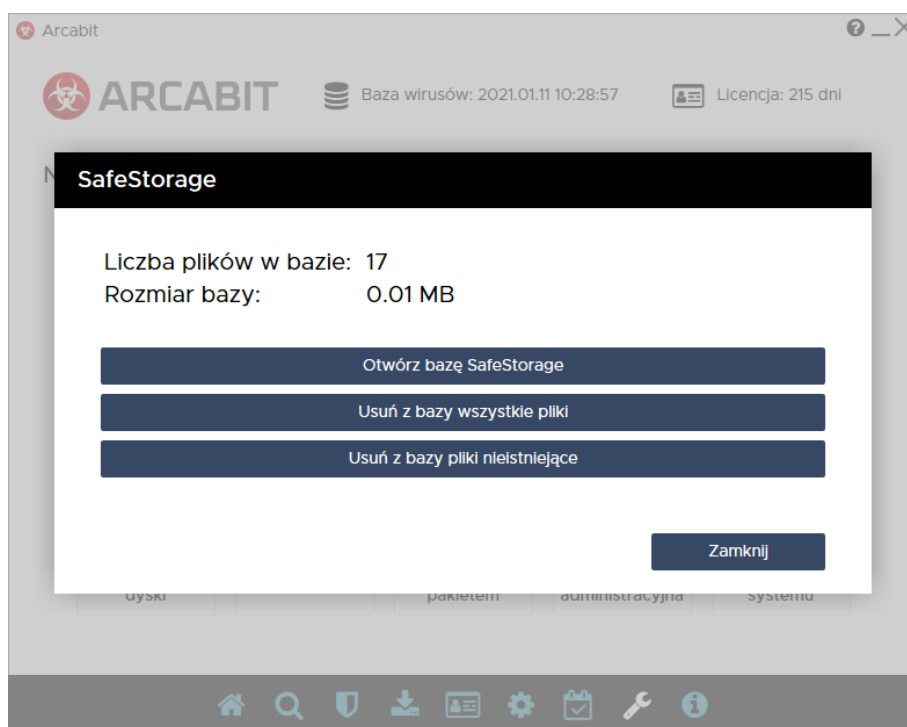 Arcabit
ARCABIT
Baza wirusów: 2021.01.11 10:28:57
Licencja: 215 dni
SafeStorage
Liczba plików w bazie: 17
Rozmiar bazy: 0.01 MB
Otwórz bazę SafeStorage
Usuń z bazy wszystkie pliki
Usuń z bazy pliki nieistniejące
Zamknij
dyski pakietem administracyjna systemu